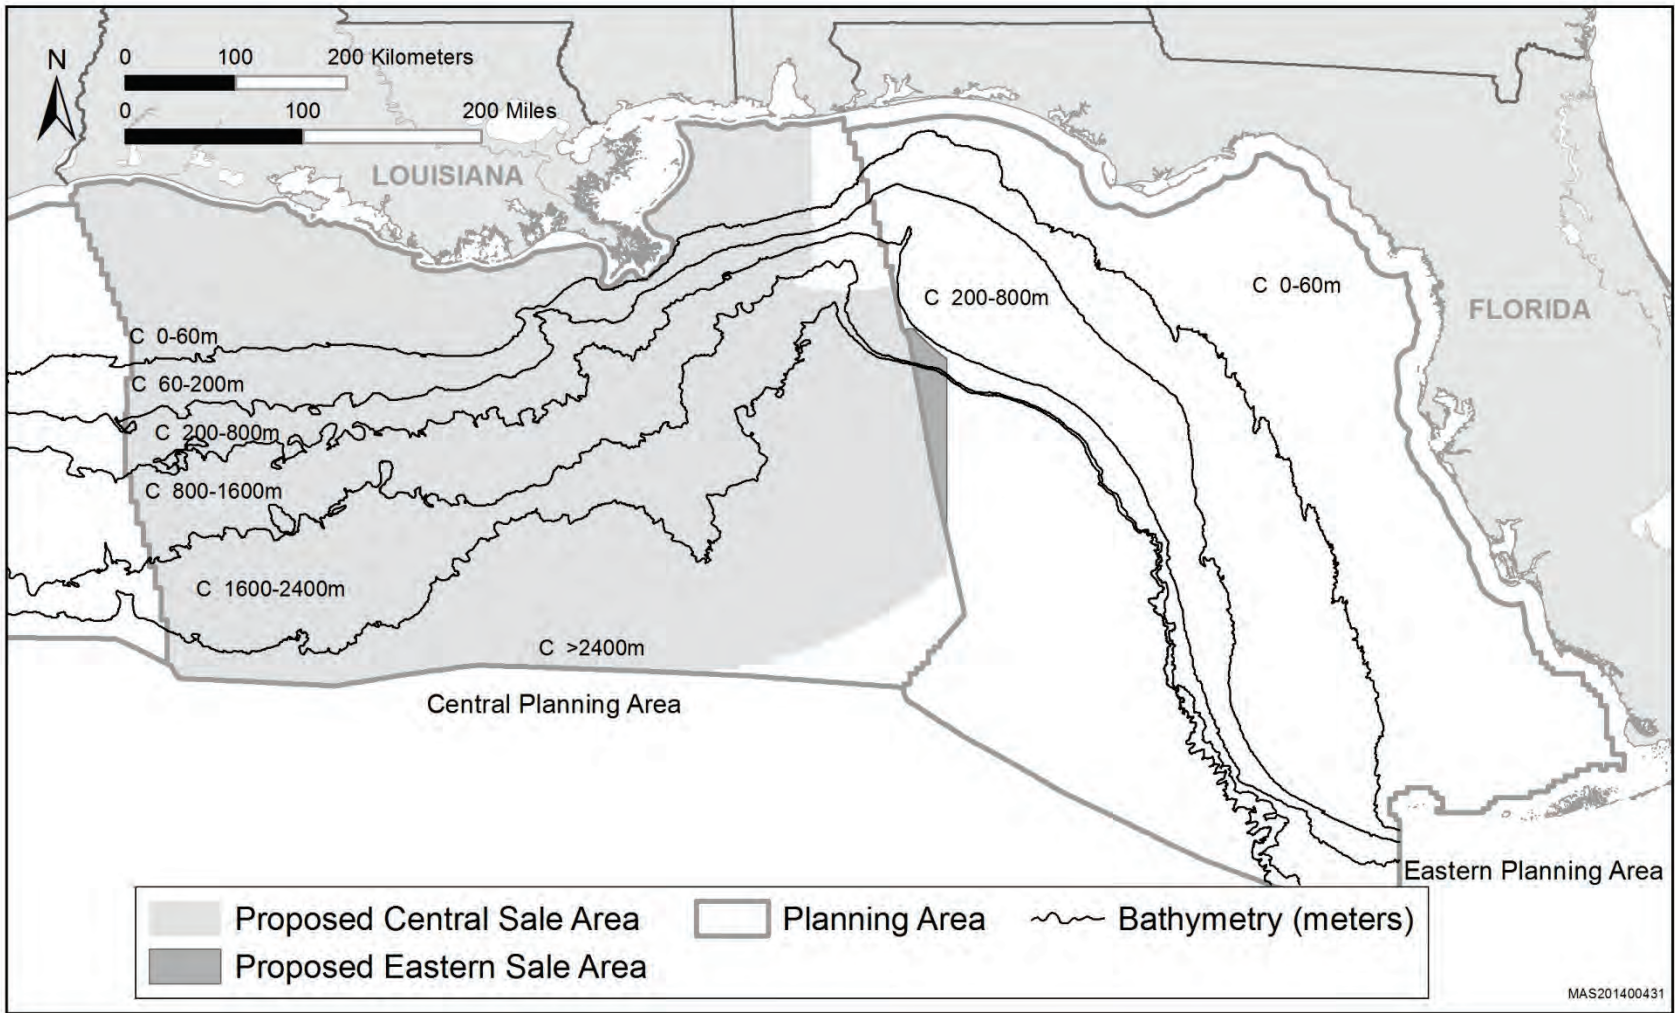 N
0 100 200 Kilometers
0 100 200 Miles
LOUISIANA
FLORIDA
C 200-800m
C 0-60m
C 0-60m
C 60-200m
C 200-800m
C 800-1600m
C 1600-2400m
C >2400m
Central Planning Area
Eastern Planning Area
Proposed Central Sale Area
Planning Area
Bathymetry (meters)
Proposed Eastern Sale Area
MAS201400431